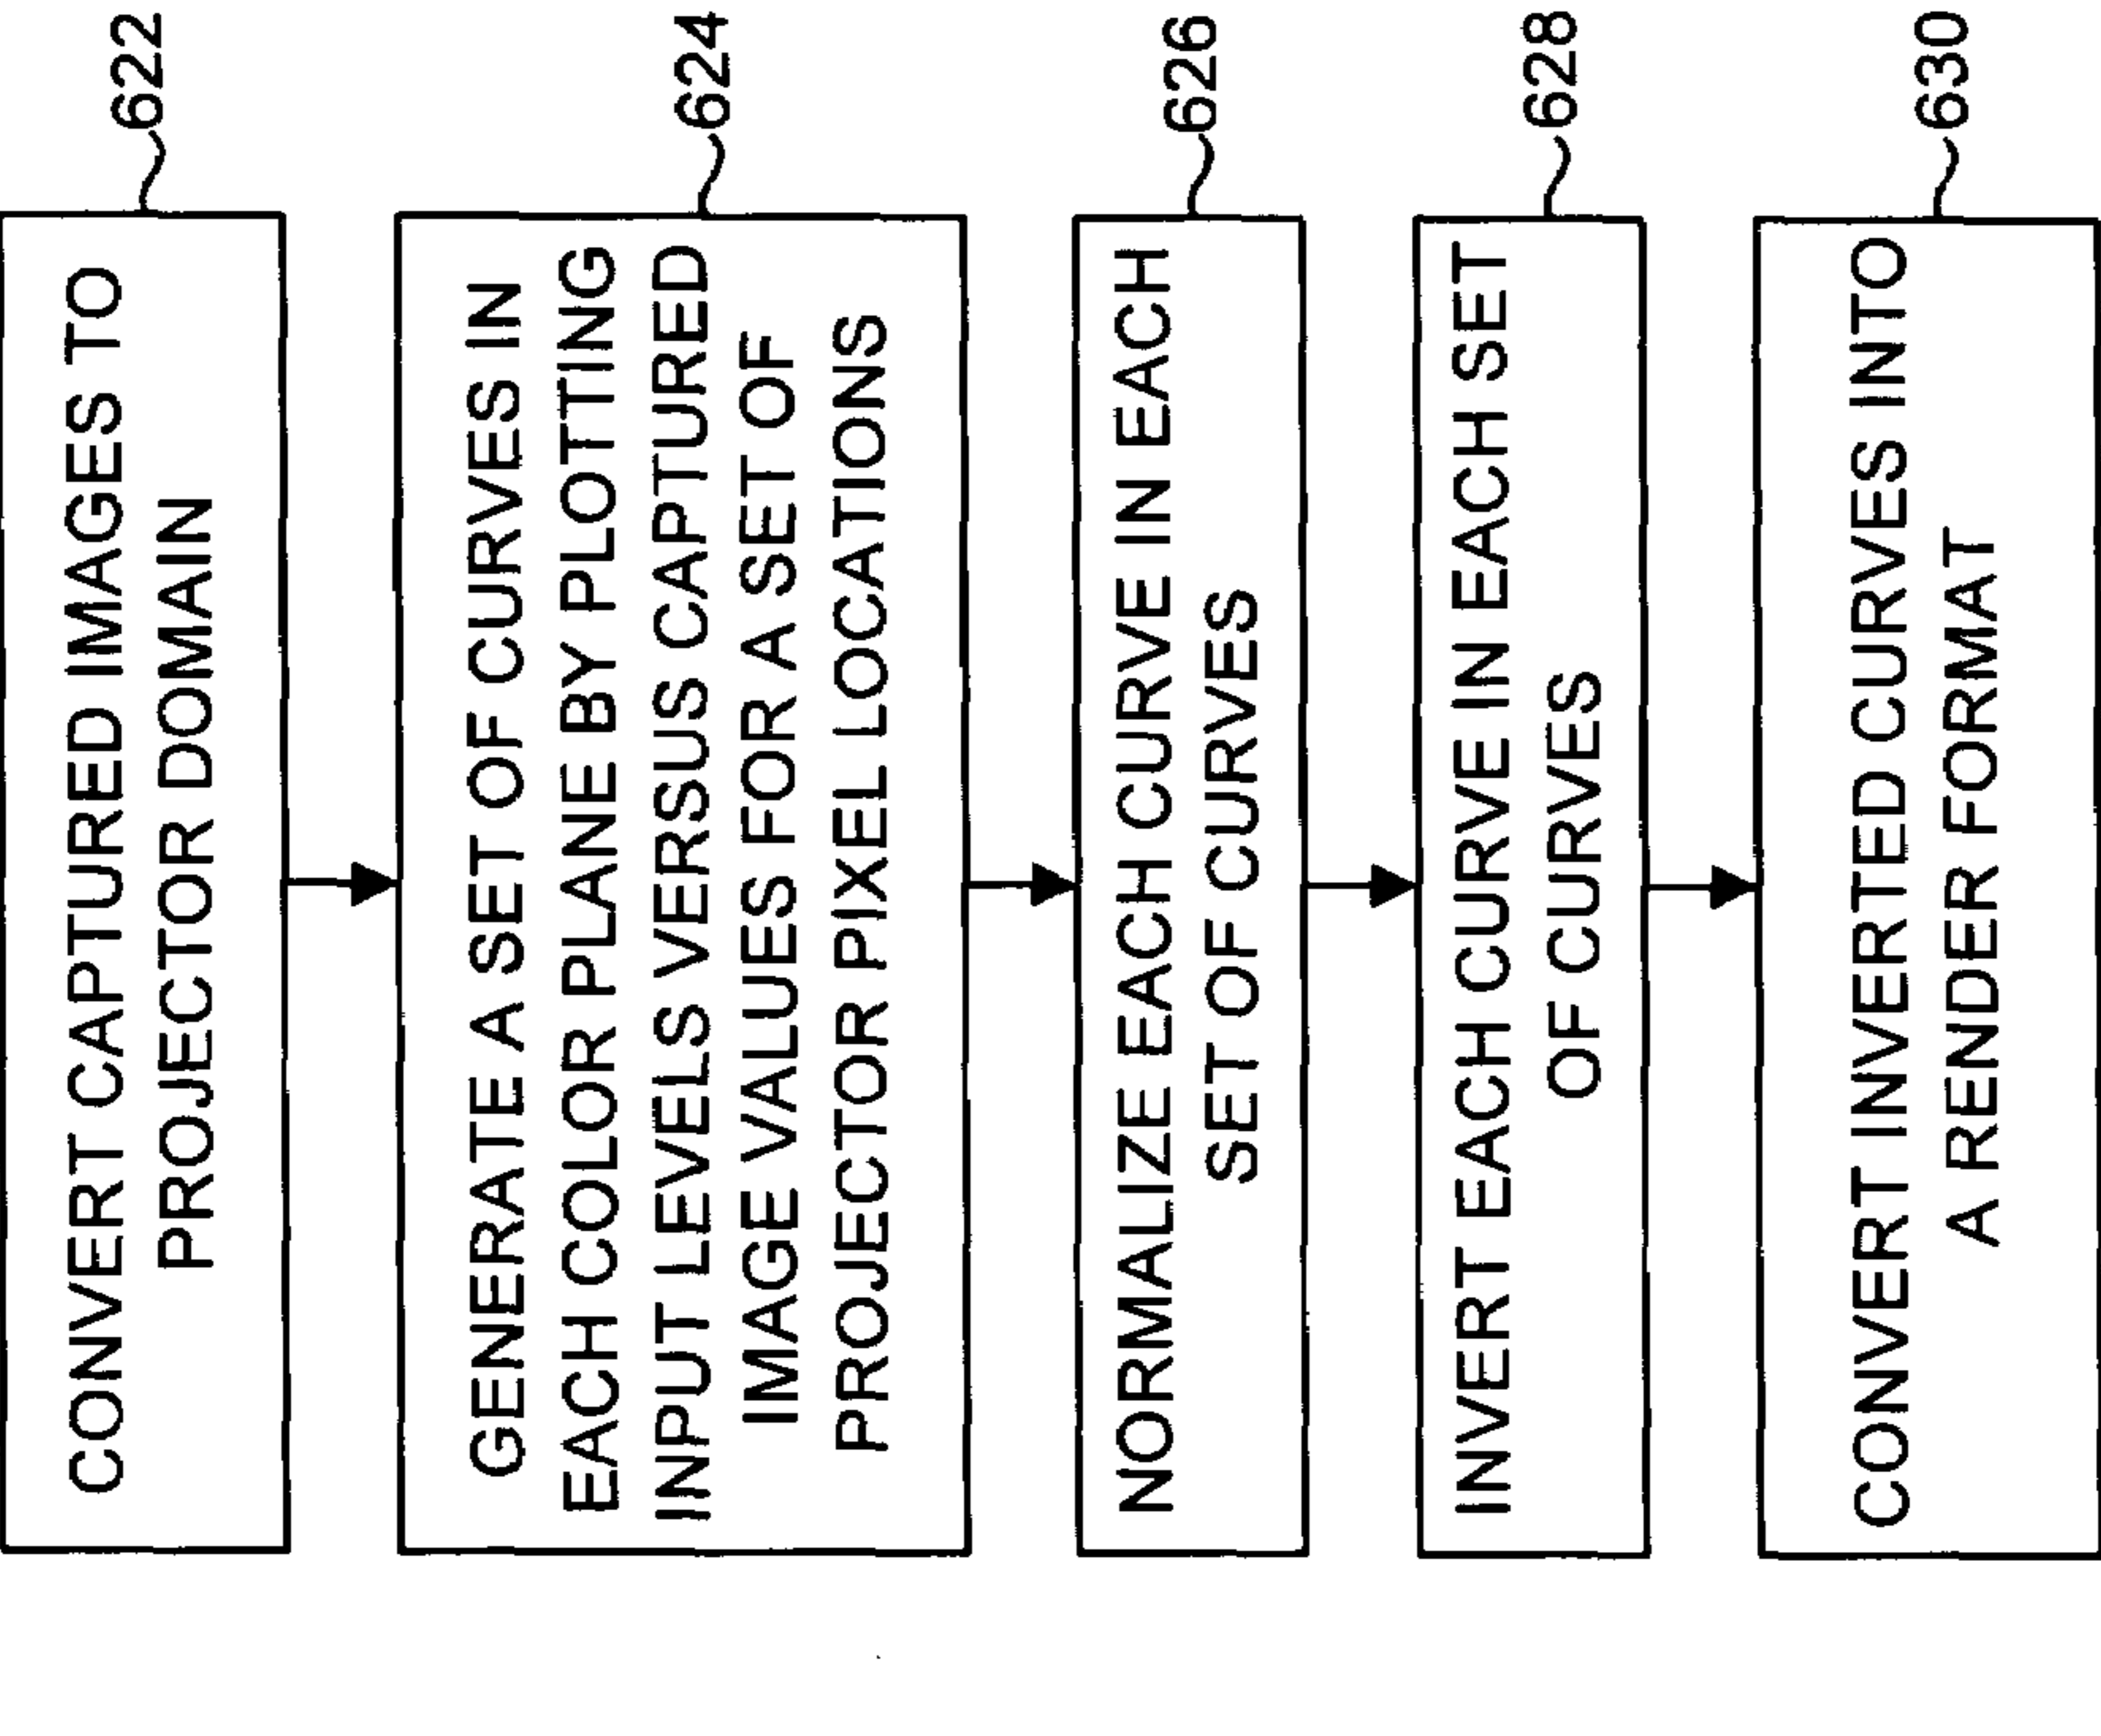 CONVERT CAPTURED IMAGES TO
PROJECTOR DOMAIN
622
GENERATE A SET OF CURVES IN
EACH COLOR PLANE BY PLOTTING
INPUT LEVELS VERSUS CAPTURED
IMAGE VALUES FOR A SET OF
PROJECTOR PIXEL LOCATIONS
624
NORMALIZE EACH CURVE IN EACH
SET OF CURVES
626
INVERT EACH CURVE IN EACH SET
OF CURVES
628
CONVERT INVERTED CURVES INTO
A RENDER FORMAT
630